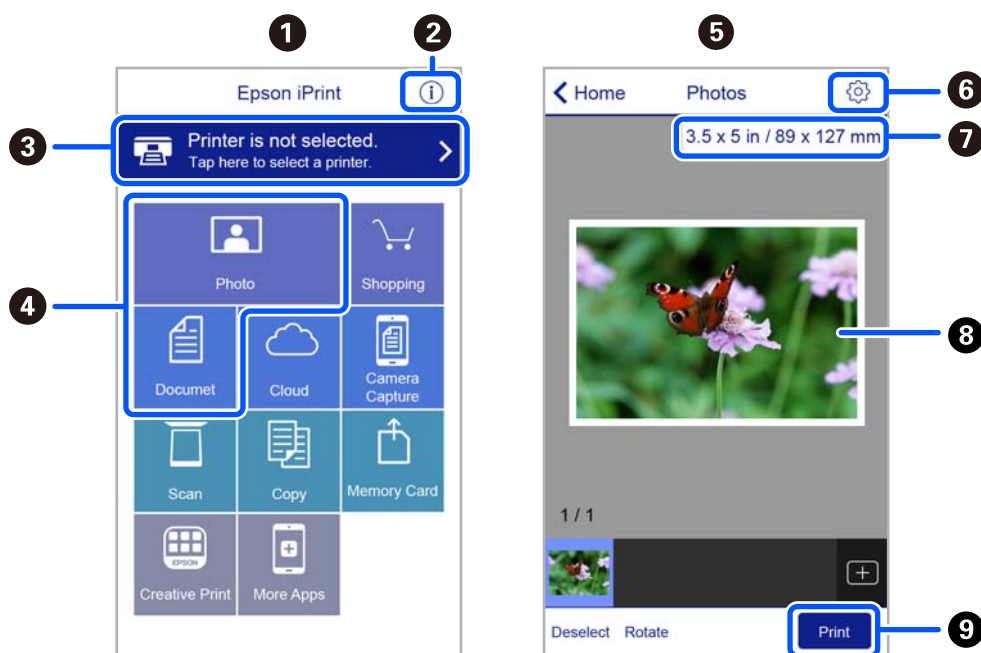 1
2
Epson iPrint
3
Printer is not selected.
Tap here to select a printer.
4
Photo
Shopping
Documet
Cloud
Camera
Capture
Scan
Copy
Memory Card
EPSON
Creative Print
More Apps
5
Home
Photos
6
3.5 x 5 in / 89 x 127 mm
7
8
1 / 1
Deselect
Rotate
Print
9